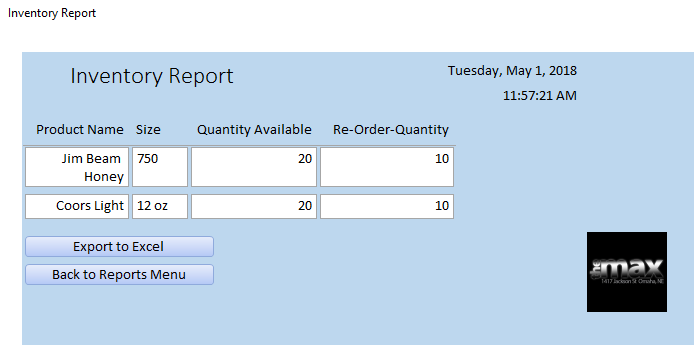 Inventory Report
Inventory Report
Tuesday, May 1, 2018
11:57:21 AM
Product Name Size Quantity Available Re-Order-Quantity
Jim Beam Honey 750 20 10
Coors Light 12 oz 20 10
Export to Excel
Back to Reports Menu
the max
1417 Jackson St. Omaha, NE